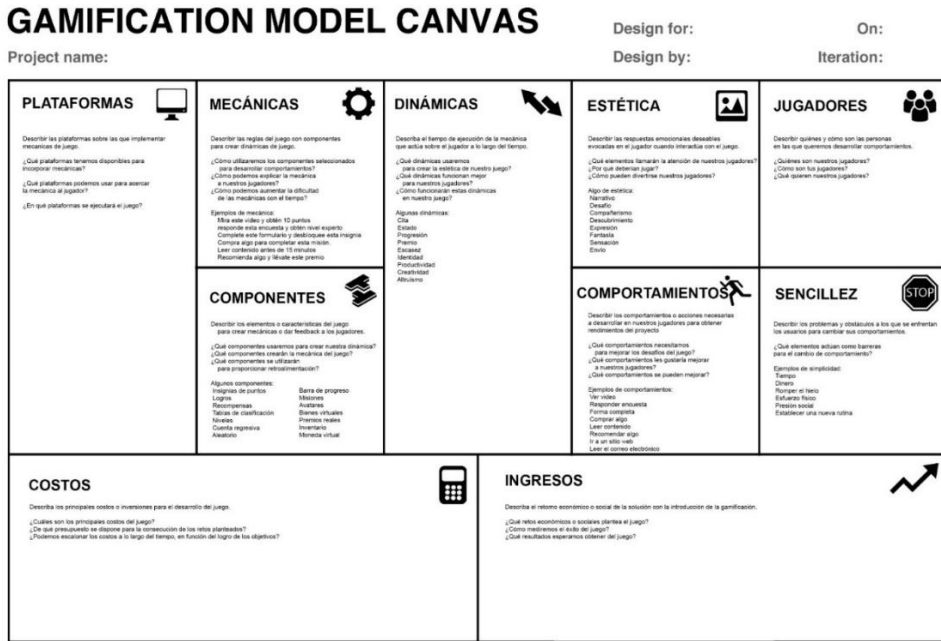 GAMIFICATION MODEL CANVAS
Design for:
On:
Project name:
Design by:
Iteration:
PLATAFORMAS
Describir las plataformas sobre las que implementar
mecanicas de juego.
¿Qué plataformas tenemos disponibles para
incorporar mecánicas?
¿Qué plataformas podemos usar para acercar
la mecánica al jugador?
¿En qué plataformas se ejecutará el juego?
MECÁNICAS
Describir las reglas del juego con componentes
para crear dinámicas de juego.
¿Cómo utilizaremos los componentes seleccionados
para desarrollar comportamientos?
¿Cómo podemos explicar la mecánica
a nuestros jugadores?
¿Cómo podemos aumentar la dificultad
de las mecánicas con el tiempo?
Ejemplos de mecánica:
Mira este video y obtén 10 puntos
responde esta encuesta y obtén nivel experto
Complete este formulario y desbloquee esta insignia
Compra algo para completar esta misión.
Leer contenido antes de 15 minutos
Recomienda algo y llévate este premio
COMPONENTES
Describir los elementos o características del juego
para crear mecánicas o dar feedback a los jugadores.
¿Qué componentes usaremos para crear nuestra dinámica?
¿Qué componentes crearán la mecánica del juego?
¿Qué componentes se utilizarán
para proporcionar retroalimentación?
Algunos componentes:
Insignias de puntos
Logros
Recompensas
Tablas de clasificación
Niveles
Cuenta regresiva
Aleatorio
Barra de progreso
Misiones
Avatares
Bienes virtuales
Premios reales
Inventario
Moneda virtual
DINÁMICAS
Describa el tiempo de ejecución de la mecánica
que actúa sobre el jugador a lo largo del tiempo.
¿Qué dinámicas usaremos
para crear la estética de nuestro juego?
¿Qué dinámicas funcionan mejor
para nuestros jugadores?
¿Cómo funcionarán estas dinámicas
en nuestro juego?
Algunas dinámicas:
Cita
Estado
Progresión
Premio
Escasez
Identidad
Productividad
Creatividad
Altruismo
ESTÉTICA
Describir las respuestas emocionales deseables
evocadas en el jugador cuando interactúa con el juego.
¿Qué elementos llamarán la atención de nuestros jugadores?
¿Por qué deberían jugar?
¿Cómo pueden divertirse nuestros jugadores?
Algo de estética:
Narrativo
Desafío
Compañerismo
Descubrimiento
Expresión
Fantasía
Sensación
Envío
COMPORTAMIENTOS
Describir los comportamientos o acciones necesarias
a desarrollar en nuestros jugadores para obtener
rendimientos del proyecto
¿Qué comportamientos necesitamos
para mejorar los desafíos del juego?
¿Qué comportamientos les gustaría mejorar
a nuestros jugadores?
¿Qué comportamientos se pueden mejorar?
Ejemplos de comportamientos:
Ver video
Responder encuesta
Forma completa
Comprar algo
Leer contenido
Recomendar algo
Ir a un sitio web
Leer el correo electrónico
JUGADORES
Describir quiénes y cómo son las personas
en las que queremos desarrollar comportamientos.
¿Quiénes son nuestros jugadores?
¿Cómo son tus jugadores?
¿Qué quieren nuestros jugadores?
SENCILLEZ
STOP
Describir los problemas y obstáculos a los que se enfrentan
los usuarios para cambiar sus comportamientos.
¿Qué elementos actúan como barreras
para el cambio de comportamiento?
Ejemplos de simplicidad:
Tiempo
Dinero
Romper el hielo
Esfuerzo físico
Presión social
Establecer una nueva rutina
COSTOS
Describa los principales costos o inversiones para el desarrollo del juego.
¿Cuáles son los principales costos del juego?
¿De qué presupuesto se dispone para la consecución de los retos planteados?
¿Podemos escalonar los costos a lo largo del tiempo, en función del logro de los objetivos?
INGRESOS
Describa el retorno económico o social de la solución con la introducción de la gamificación.
¿Qué retos económicos o sociales plantea el juego?
¿Cómo mediremos el éxito del juego?
¿Qué resultados esperamos obtener del juego?